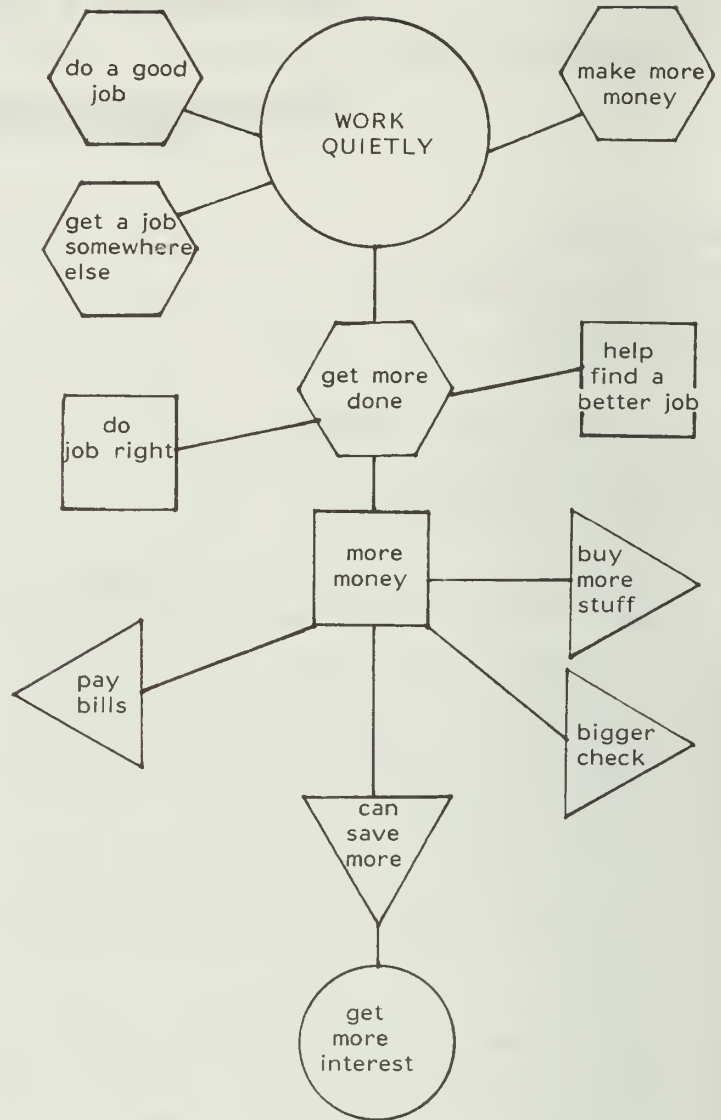 do a good
job
WORK
QUIETLY
make more
money
get a job
somewhere
else
get more
done
help
find a
better job
do
job right
more
money
buy
more
stuff
pay
bills
bigger
check
can
save
more
get
more
interest